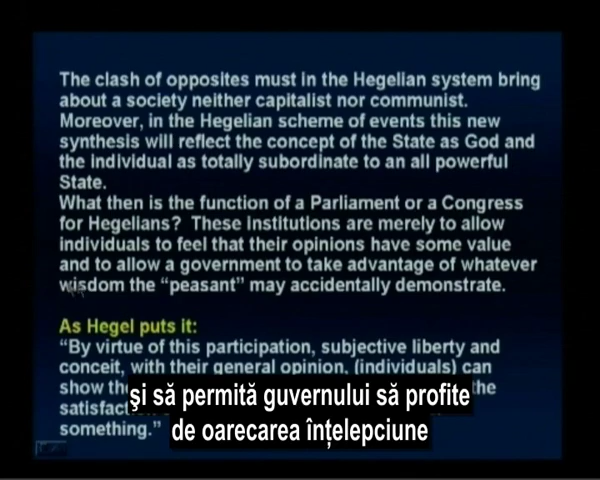 The clash of opposites must in the Hegelian system bring
about a society neither capitalist nor communist.
Moreover, in the Hegelian scheme of events this new
synthesis will reflect the concept of the State as God and
the individual as totally subordinate to an all powerful
State.
What then is the function of a Parliament or a Congress
for Hegelians? These institutions are merely to allow
individuals to feel that their opinions have some value
and to allow a government to take advantage of whatever
wisdom the “peasant” may accidentally demonstrate.
As Hegel puts it:
“By virtue of this participation, subjective liberty and
conceit, with their general opinion, (individuals) can
show the
the
something.”
şi să permită guvernului să profite
de oarecarea înţelepciune